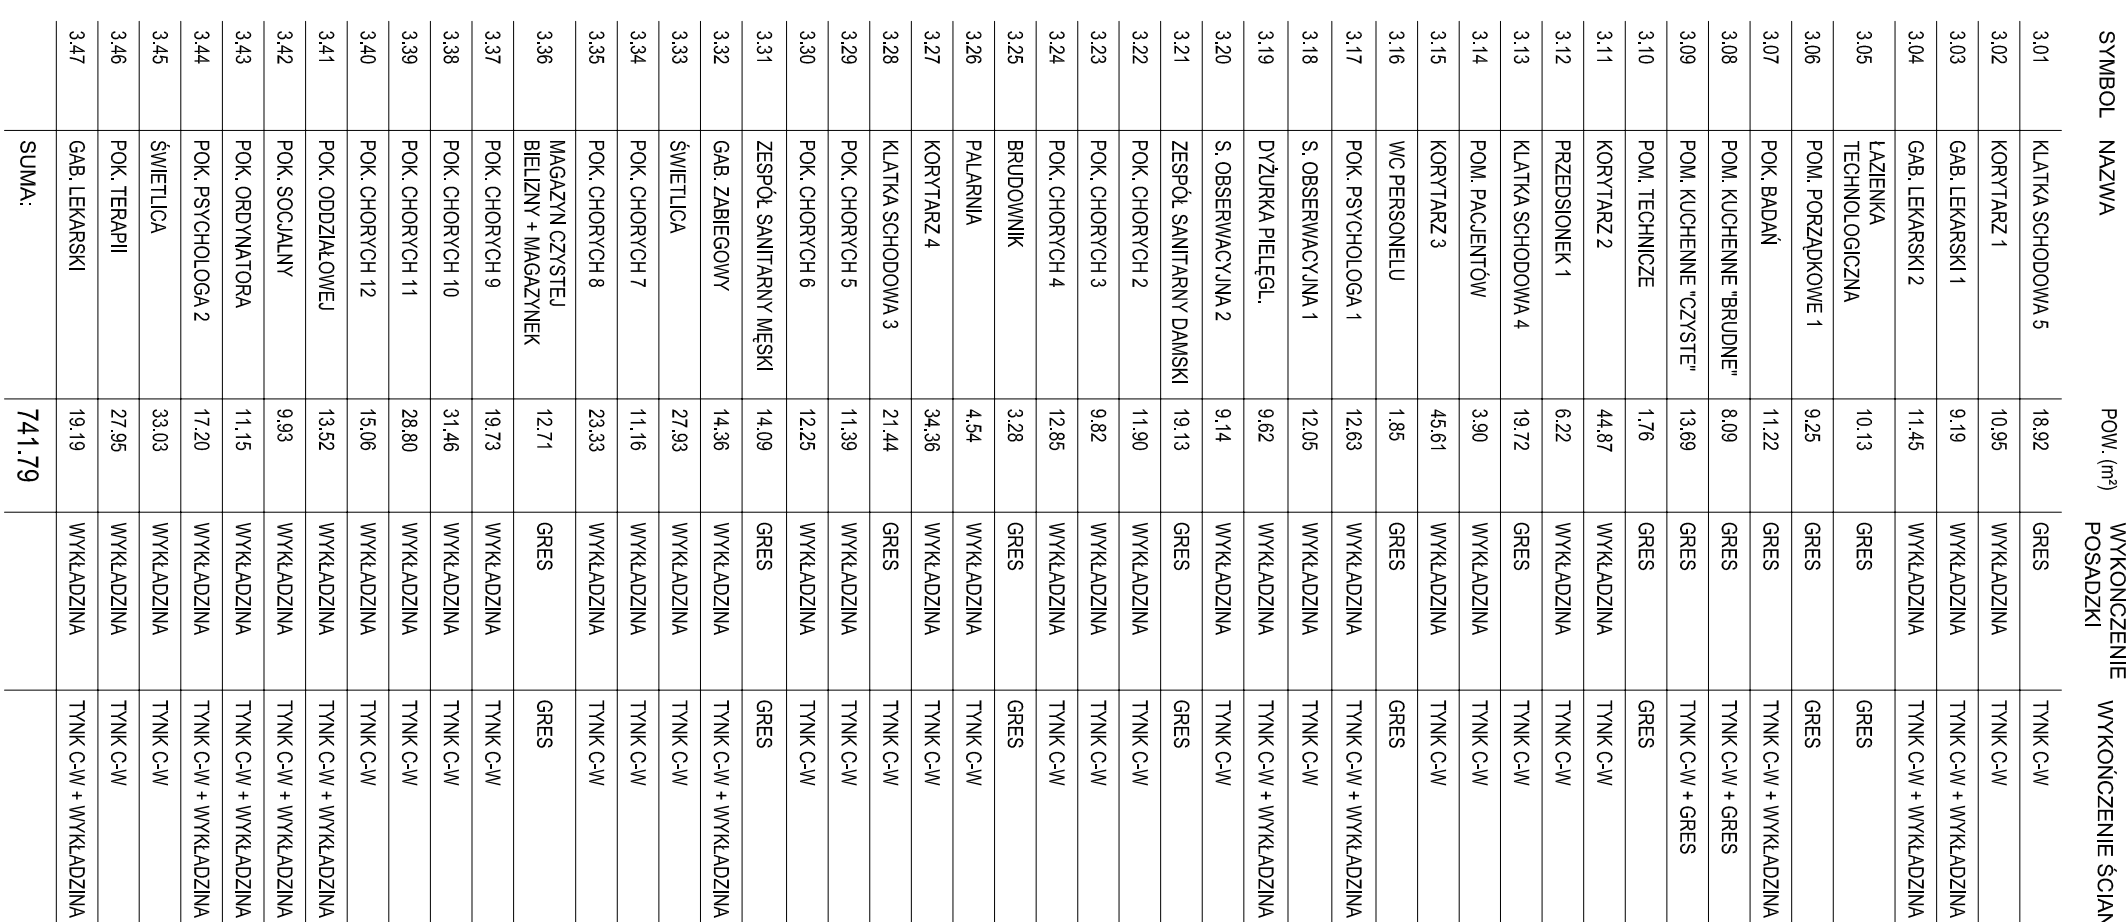 SYMBOL NAZWA POW. (m²) WYKOŃCZENIE POSADZKI WYKOŃCZENIE ŚCIAN
3.01 KLATKA SCHODOWA 5 18.92 GRES TYNK C-W
3.02 KORYTARZ 1 10.95 WYKŁADZINA TYNK C-W
3.03 GAB. LEKARSKI 1 9.19 WYKŁADZINA TYNK C-W + WYKŁADZINA
3.04 GAB. LEKARSKI 2 11.45 WYKŁADZINA TYNK C-W + WYKŁADZINA
3.05 ŁAZIENKA TECHNOLOGICZNA 10.13 GRES GRES
3.06 POM. PORZĄDKOWE 1 9.25 GRES GRES
3.07 POK. BADAŃ 11.22 GRES TYNK C-W + WYKŁADZINA
3.08 POM. KUCHENNE "BRUDNE" 8.09 GRES TYNK C-W + GRES
3.09 POM. KUCHENNE "CZYSTE" 13.69 GRES TYNK C-W + GRES
3.10 POM. TECHNICZE 1.76 GRES GRES
3.11 KORYTARZ 2 44.87 WYKŁADZINA TYNK C-W
3.12 PRZEDSIONEK 1 6.22 WYKŁADZINA TYNK C-W
3.13 KLATKA SCHODOWA 4 19.72 GRES TYNK C-W
3.14 POM. PACJENTÓW 3.90 WYKŁADZINA TYNK C-W
3.15 KORYTARZ 3 45.61 WYKŁADZINA TYNK C-W
3.16 WC PERSONELU 1.85 GRES GRES
3.17 POK. PSYCHOLOGA 1 12.63 WYKŁADZINA TYNK C-W + WYKŁADZINA
3.18 S. OBSERWACYJNA 1 12.05 WYKŁADZINA TYNK C-W
3.19 DYŻURKA PIELĘGL. 9.62 WYKŁADZINA TYNK C-W + WYKŁADZINA
3.20 S. OBSERWACYJNA 2 9.14 WYKŁADZINA TYNK C-W
3.21 ZESPÓŁ SANITARNY DAMSKI 19.13 GRES GRES
3.22 POK. CHORYCH 2 11.90 WYKŁADZINA TYNK C-W
3.23 POK. CHORYCH 3 9.82 WYKŁADZINA TYNK C-W
3.24 POK. CHORYCH 4 12.85 WYKŁADZINA TYNK C-W
3.25 BRUDOWNIK 3.28 GRES GRES
3.26 PALARNIA 4.54 WYKŁADZINA TYNK C-W
3.27 KORYTARZ 4 34.36 WYKŁADZINA TYNK C-W
3.28 KLATKA SCHODOWA 3 21.44 GRES TYNK C-W
3.29 POK. CHORYCH 5 11.39 WYKŁADZINA TYNK C-W
3.30 POK. CHORYCH 6 12.25 WYKŁADZINA TYNK C-W
3.31 ZESPÓŁ SANITARNY MĘSKI 14.09 GRES GRES
3.32 GAB. ZABIEGOWY 14.36 WYKŁADZINA TYNK C-W + WYKŁADZINA
3.33 ŚWIETLICA 27.93 WYKŁADZINA TYNK C-W
3.34 POK. CHORYCH 7 11.16 WYKŁADZINA TYNK C-W
3.35 POK. CHORYCH 8 23.33 WYKŁADZINA TYNK C-W
3.36 MAGAZYN CZYSTEJ BIELIZNY + MAGAZYNEK 12.71 GRES GRES
3.37 POK. CHORYCH 9 19.73 WYKŁADZINA TYNK C-W
3.38 POK. CHORYCH 10 31.46 WYKŁADZINA TYNK C-W
3.39 POK. CHORYCH 11 28.80 WYKŁADZINA TYNK C-W
3.40 POK. CHORYCH 12 15.06 WYKŁADZINA TYNK C-W
3.41 POK. ODDZIAŁOWEJ 13.52 WYKŁADZINA TYNK C-W + WYKŁADZINA
3.42 POK. SOCJALNY 9.93 WYKŁADZINA TYNK C-W + WYKŁADZINA
3.43 POK. ORDYNATORA 11.15 WYKŁADZINA TYNK C-W + WYKŁADZINA
3.44 POK. PSYCHOLOGA 2 17.20 WYKŁADZINA TYNK C-W + WYKŁADZINA
3.45 ŚWIETLICA 33.03 WYKŁADZINA TYNK C-W
3.46 POK. TERAPII 27.95 WYKŁADZINA TYNK C-W
3.47 GAB. LEKARSKI 19.19 WYKŁADZINA TYNK C-W + WYKŁADZINA
SUMA: 741.79